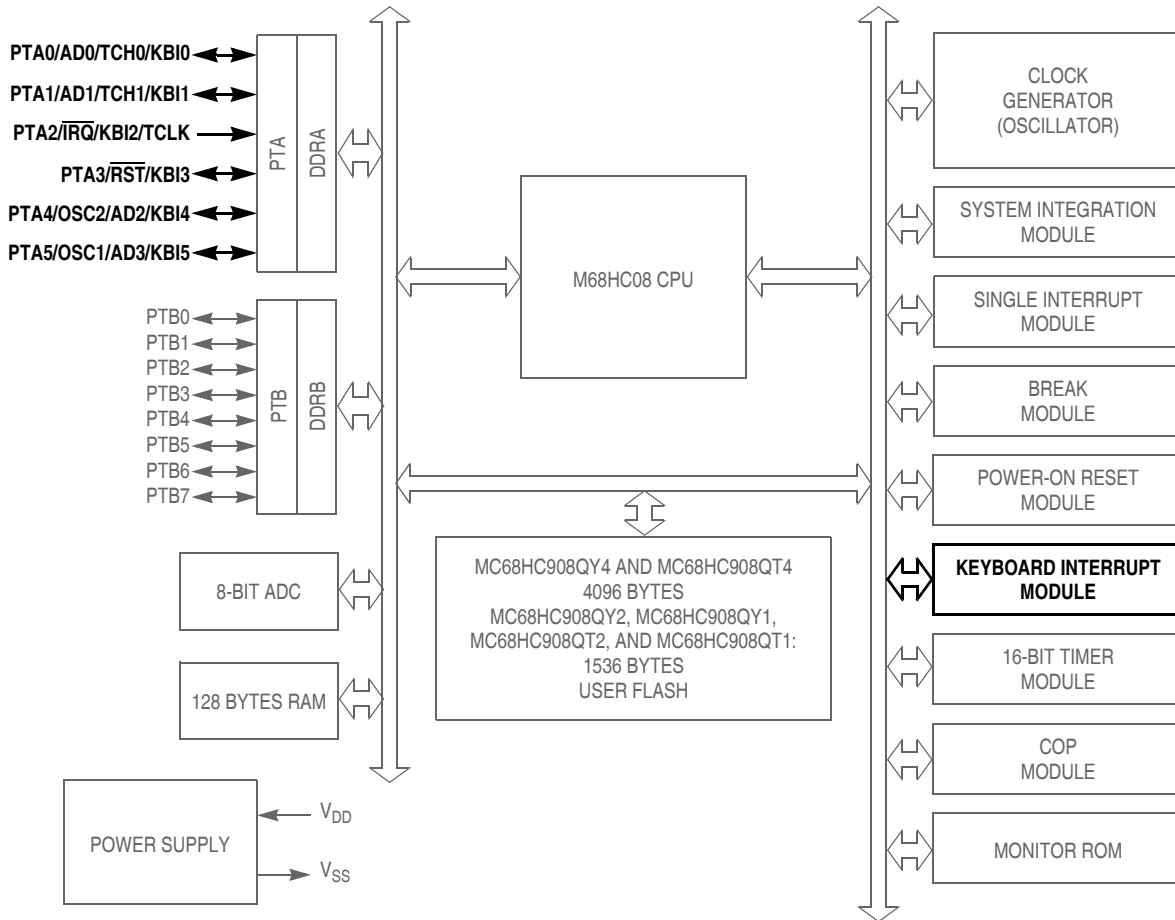 PTA0/AD0/TCH0/KBI0
PTA1/AD1/TCH1/KBI1
PTA2/I̅R̅Q̅/KBI2/TCLK
PTA3/R̅S̅T̅/KBI3
PTA4/OSC2/AD2/KBI4
PTA5/OSC1/AD3/KBI5
PTA
DDRA
PTB0
PTB1
PTB2
PTB3
PTB4
PTB5
PTB6
PTB7
PTB
DDRB
8-BIT ADC
128 BYTES RAM
POWER SUPPLY
VDD
VSS
M68HC08 CPU
MC68HC908QY4 AND MC68HC908QT4
4096 BYTES
MC68HC908QY2, MC68HC908QY1,
MC68HC908QT2, AND MC68HC908QT1:
1536 BYTES
USER FLASH
CLOCK
GENERATOR
(OSCILLATOR)
SYSTEM INTEGRATION
MODULE
SINGLE INTERRUPT
MODULE
BREAK
MODULE
POWER-ON RESET
MODULE
KEYBOARD INTERRUPT
MODULE
16-BIT TIMER
MODULE
COP
MODULE
MONITOR ROM